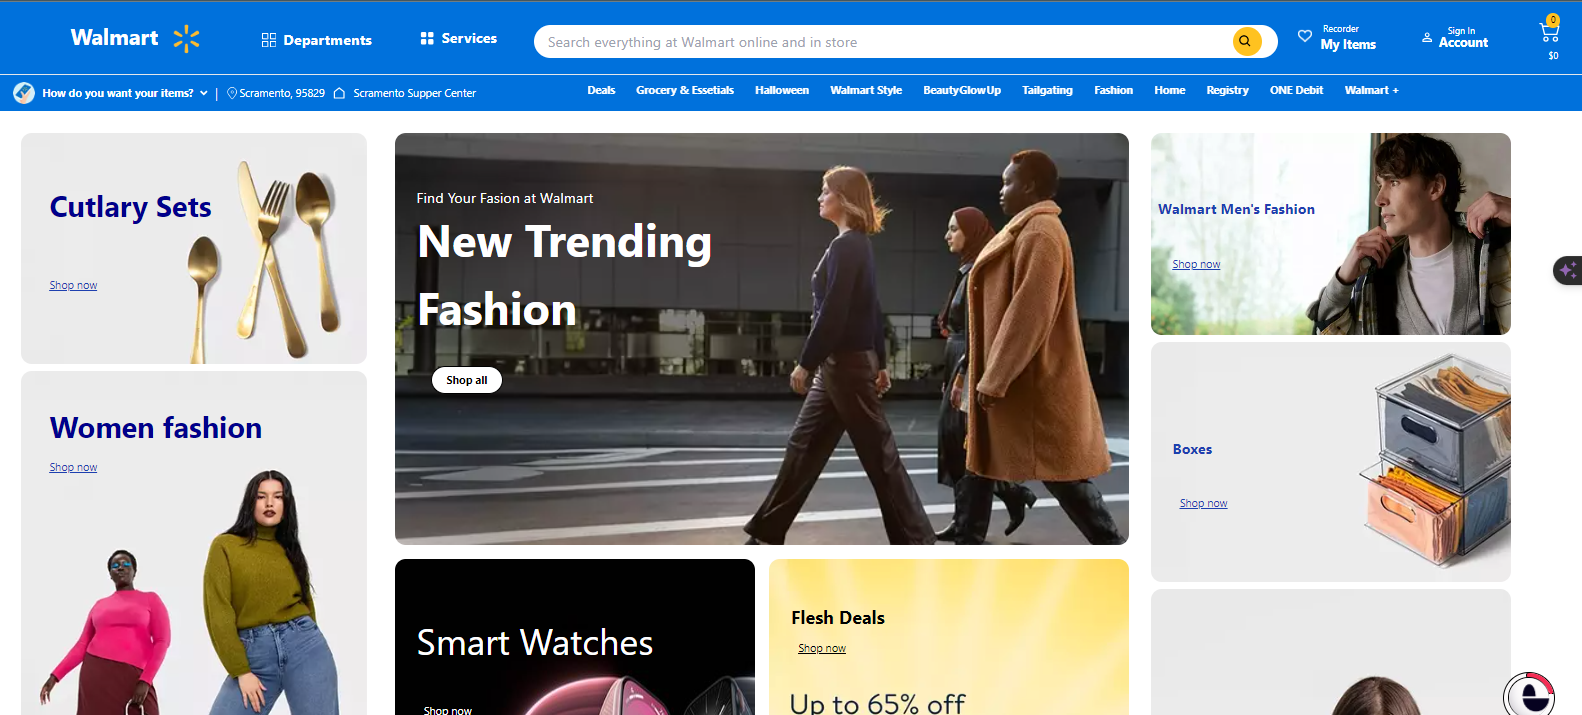 Walmart
Departments
Services
Search everything at Walmart online and in store
Recorder
My Items
Sign In
Account
0
$0
How do you want your items?
Scramento, 95829
Scramento Supper Center
Deals
Grocery & Essetials
Halloween
Walmart Style
BeautyGlowUp
Tailgating
Fashion
Home
Registry
ONE Debit
Walmart +
Cutlary Sets
Shop now
Women fashion
Shop now
Find Your Fasion at Walmart
New Trending
Fashion
Shop all
Smart Watches
Shop now
Flesh Deals
Shop now
Up to 65% off
Walmart Men's Fashion
Shop now
Boxes
Shop now